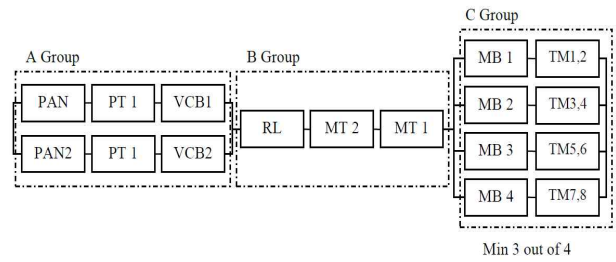 C Group
A Group
B Group
MB 1
TM1,2
PAN
PT 1
VCB1
MB 2
TM3,4
RL
MT 2
MT 1
PAN2
PT 1
VCB2
MB 3
TM5,6
MB 4
TM7,8
Min 3 out of 4